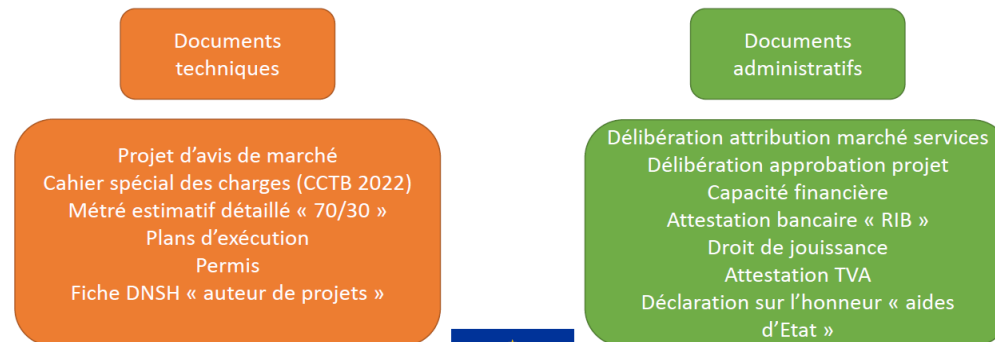 Documents
techniques
Projet d'avis de marché
Cahier spécial des charges (CCTB 2022)
Métré estimatif détaillé « 70/30 »
Plans d'exécution
Permis
Fiche DNSH « auteur de projets »
Documents
administratifs
Délibération attribution marché services
Délibération approbation projet
Capacité financière
Attestation bancaire « RIB »
Droit de jouissance
Attestation TVA
Déclaration sur l'honneur « aides
d'Etat »